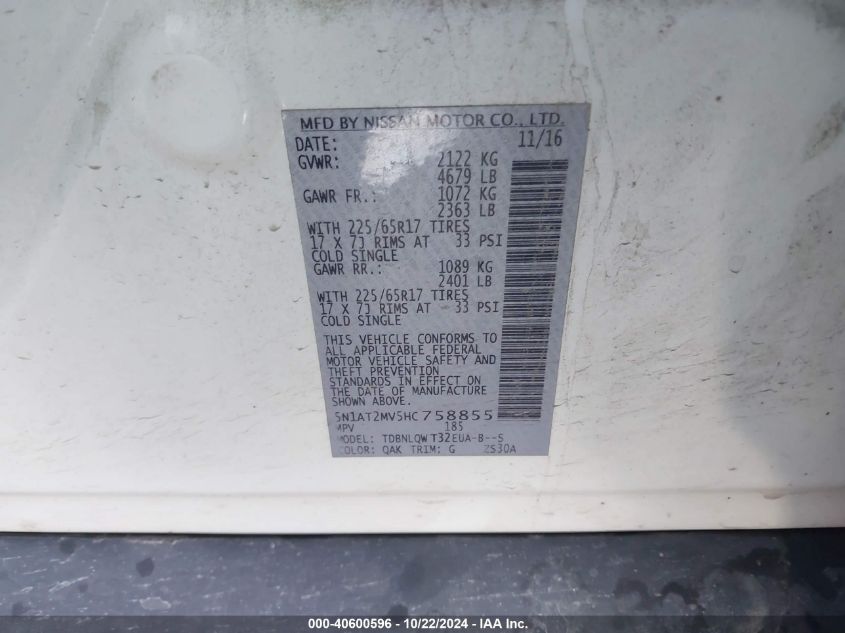 MFD BY NISSAN MOTOR CO., LTD.
DATE: 11/16
GVWR: 2122 KG
4679 LB
GAWR FR.: 1072 KG
2363 LB
WITH 225/65R17 TIRES
17 X 7J RIMS AT 33 PSI
COLD SINGLE
GAWR RR.: 1089 KG
2401 LB
WITH 225/65R17 TIRES
17 X 7J RIMS AT 33 PSI
COLD SINGLE
THIS VEHICLE CONFORMS TO
ALL APPLICABLE FEDERAL
MOTOR VEHICLE SAFETY AND
THEFT PREVENTION
STANDARDS IN EFFECT ON
THE DATE OF MANUFACTURE
SHOWN ABOVE.
5N1AT2MV5HC758855
MPV 185
MODEL: TDBNLQW T32EUA-B--S
COLOR: QAK TRIM: G ZS30A
000-40600596 - 10/22/2024 - IAA Inc.